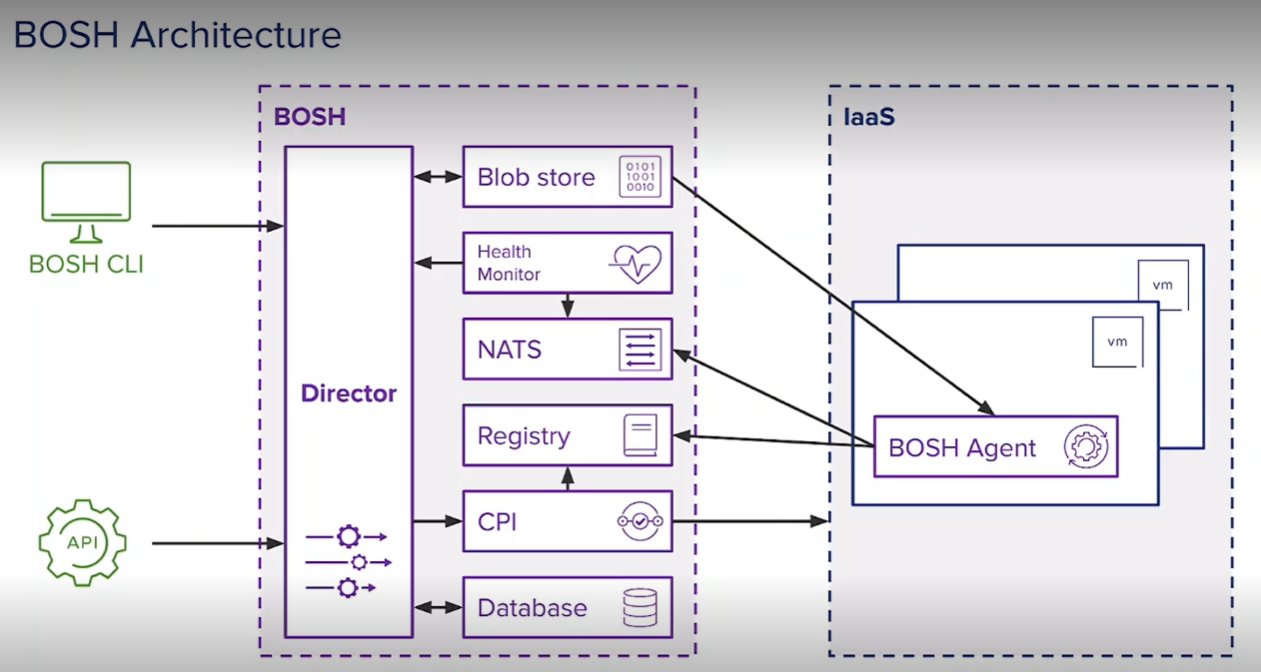 BOSH Architecture
BOSH
IaaS
BOSH CLI
API
Director
Blob store
0101
1001
0010
Health
Monitor
NATS
Registry
CPI
Database
vm
vm
BOSH Agent